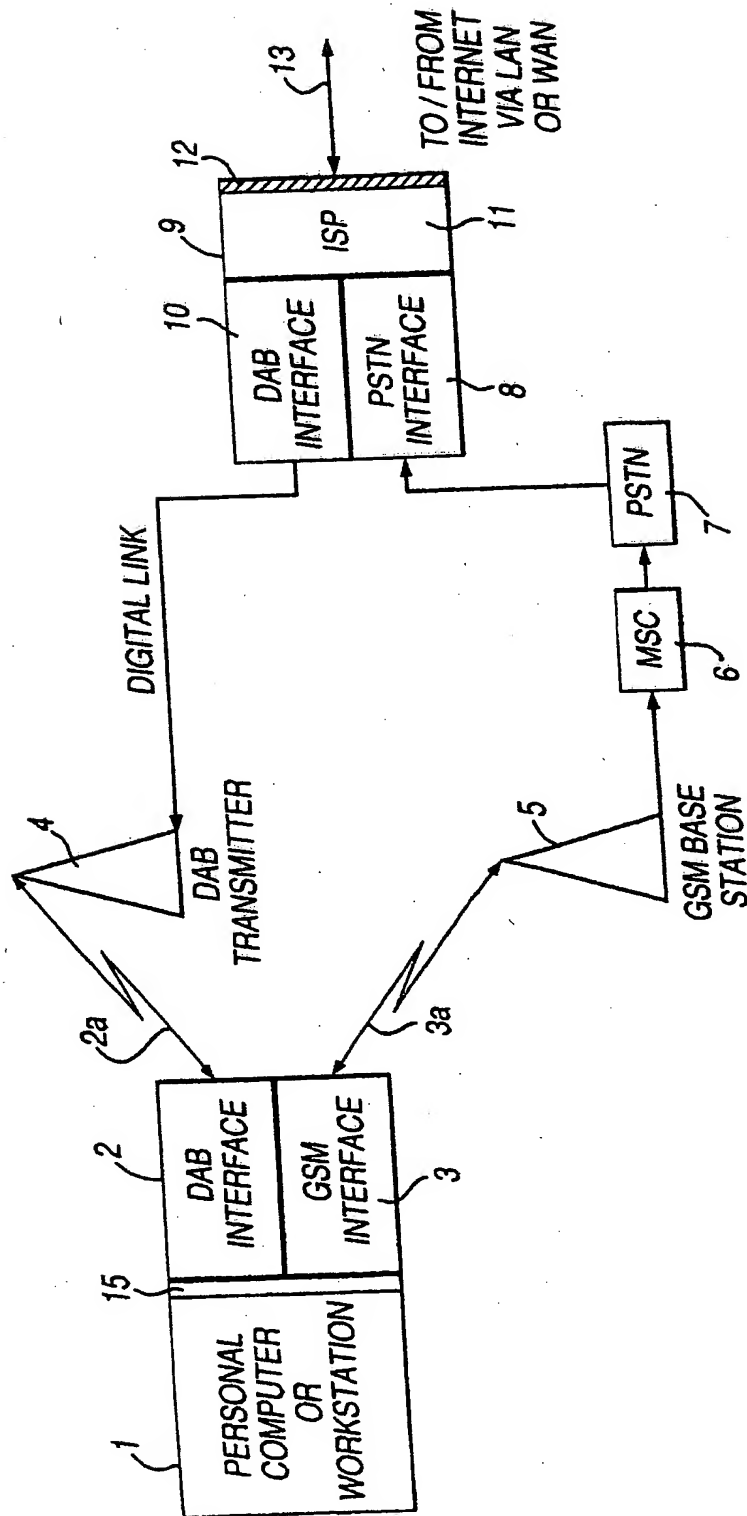 1
PERSONAL
COMPUTER
OR
WORKSTATION
15
2
DAB
INTERFACE
GSM
INTERFACE
3
2a
3a
4
DAB
TRANSMITTER
5
GSM BASE
STATION
DIGITAL LINK
MSC
6
PSTN
7
10
DAB
INTERFACE
PSTN
INTERFACE
8
9
ISP
11
12
13
TO / FROM
INTERNET
VIA LAN
OR WAN